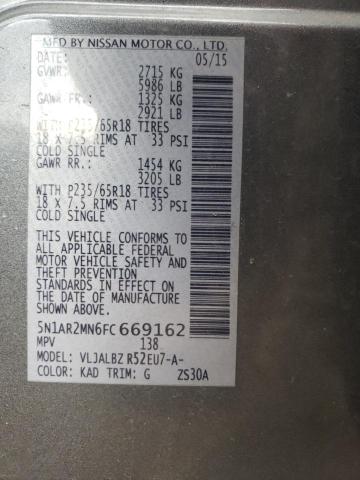 MFD BY NISSAN MOTOR CO., LTD.
DATE: 05/15
GVWR: 2715 KG
5986 LB
GAWR FR.: 1325 KG
2921 LB
WITH P235/65R18 TIRES
18 X 7.5 RIMS AT 33 PSI
COLD SINGLE
GAWR RR.: 1454 KG
3205 LB
WITH P235/65R18 TIRES
18 X 7.5 RIMS AT 33 PSI
COLD SINGLE
THIS VEHICLE CONFORMS TO
ALL APPLICABLE FEDERAL
MOTOR VEHICLE SAFETY AND
THEFT PREVENTION
STANDARDS IN EFFECT ON
THE DATE OF MANUFACTURE
SHOWN ABOVE.
5N1AR2MN6FC669162
MPV 138
MODEL: VLJALBZ R52EU7-A-
COLOR: KAD TRIM: G ZS30A